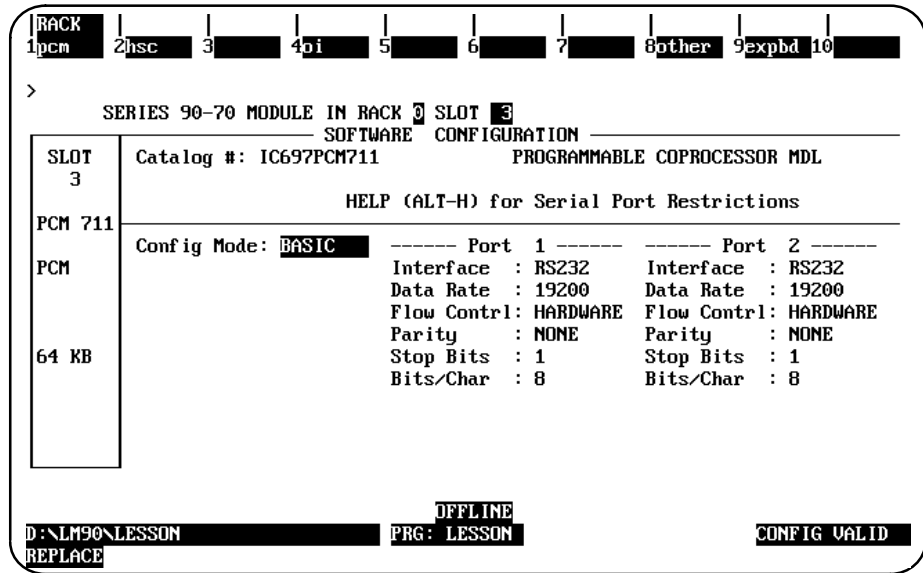 RACK
1pcm 2hsc 3 4oi 5 6 7 8other 9expbd 10
>
SERIES 90-70 MODULE IN RACK 0 SLOT 3
SOFTWARE CONFIGURATION
SLOT Catalog #: IC697PCM711 PROGRAMMABLE COPROCESSOR MDL
3
HELP (ALT-H) for Serial Port Restrictions
PCM 711
Config Mode: BASIC ------ Port 1 ------ ------ Port 2 ------
PCM Interface : RS232 Interface : RS232
Data Rate : 19200 Data Rate : 19200
Flow Contrl: HARDWARE Flow Contrl: HARDWARE
Parity : NONE Parity : NONE
64 KB Stop Bits : 1 Stop Bits : 1
Bits/Char : 8 Bits/Char : 8
OFFLINE
D:\LM90\LESSON PRG: LESSON CONFIG VALID
REPLACE